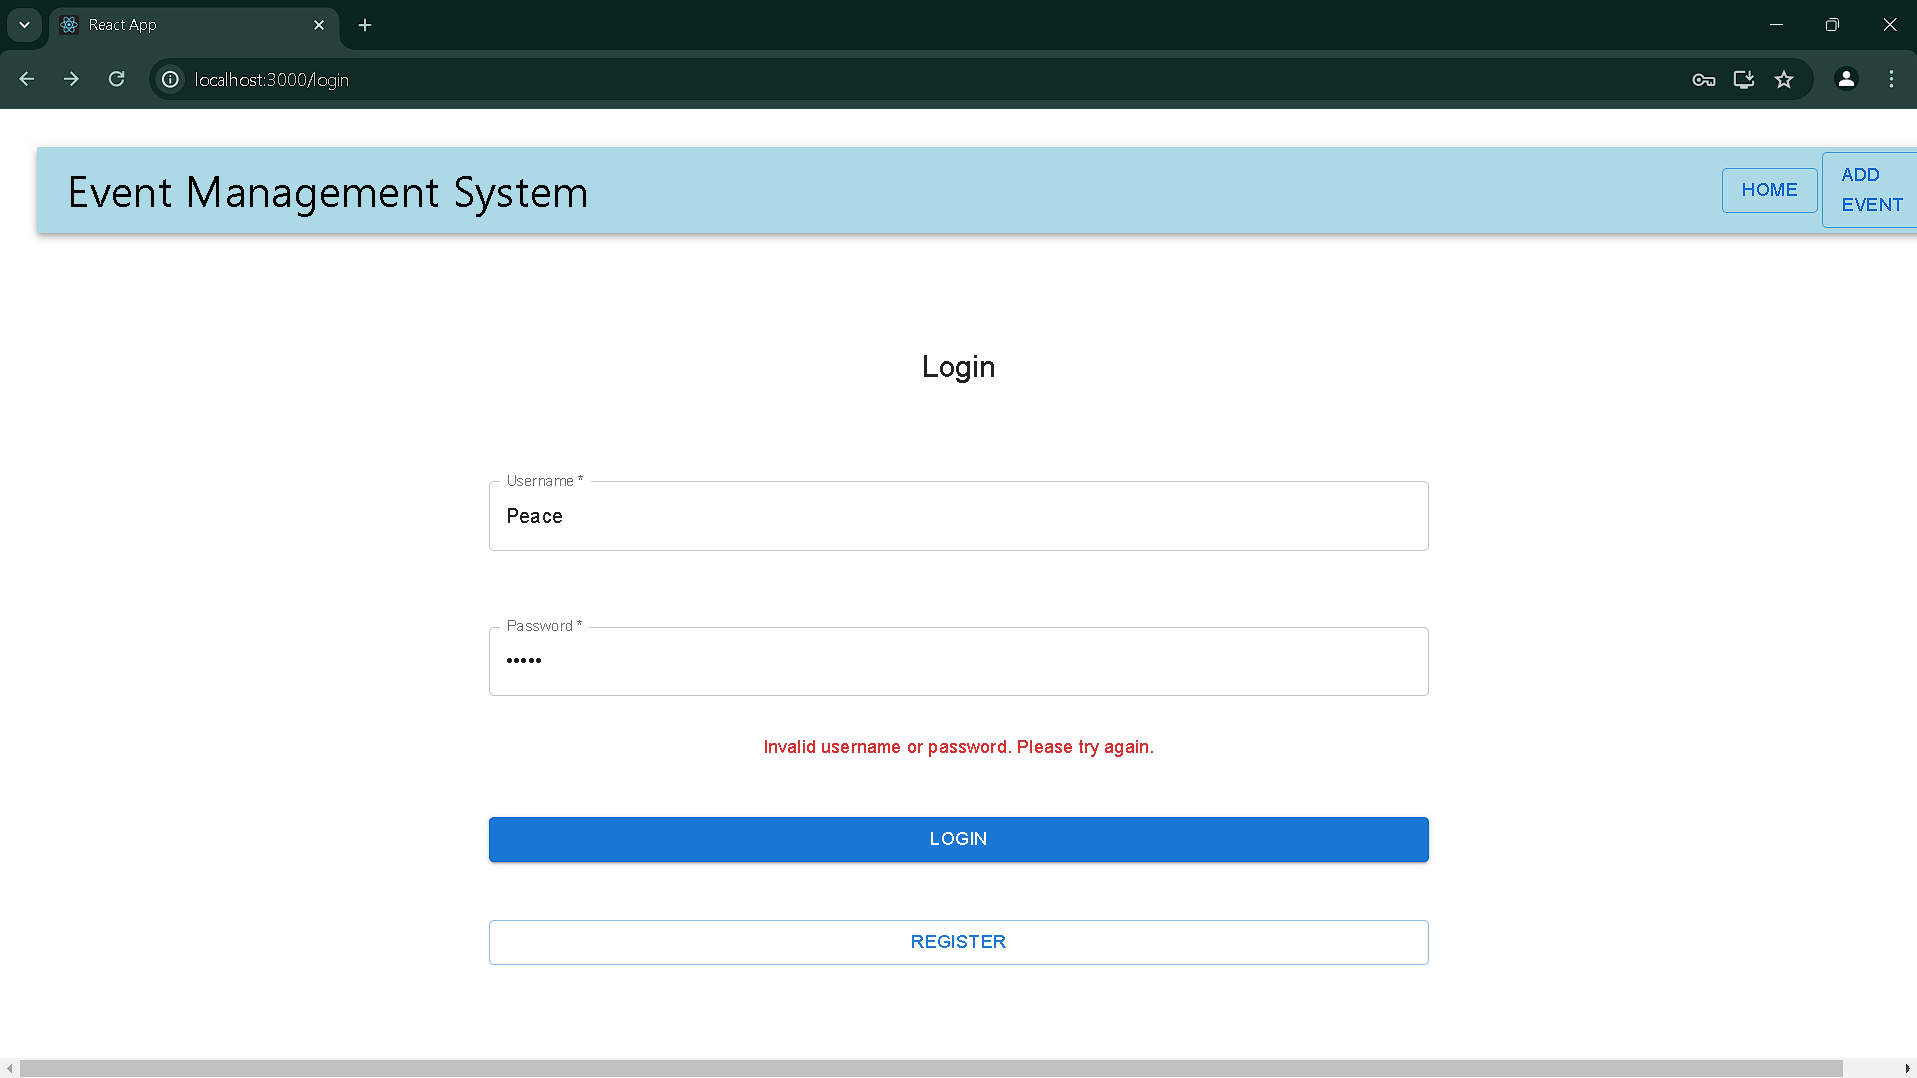 React App
localhost:3000/login
Event Management System
HOME
ADD
EVENT
Login
Username *
Peace
Password *
•••••
Invalid username or password. Please try again.
LOGIN
REGISTER